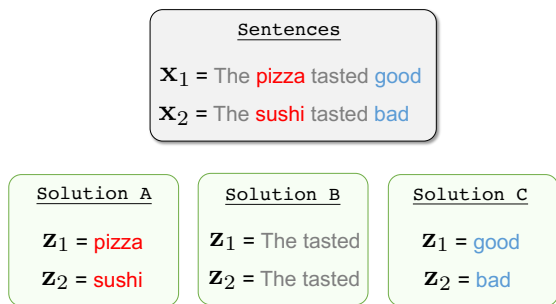 Sentences
x₁ = The pizza tasted good
x₂ = The sushi tasted bad
Solution A
z₁ = pizza
z₂ = sushi
Solution B
z₁ = The tasted
z₂ = The tasted
Solution C
z₁ = good
z₂ = bad